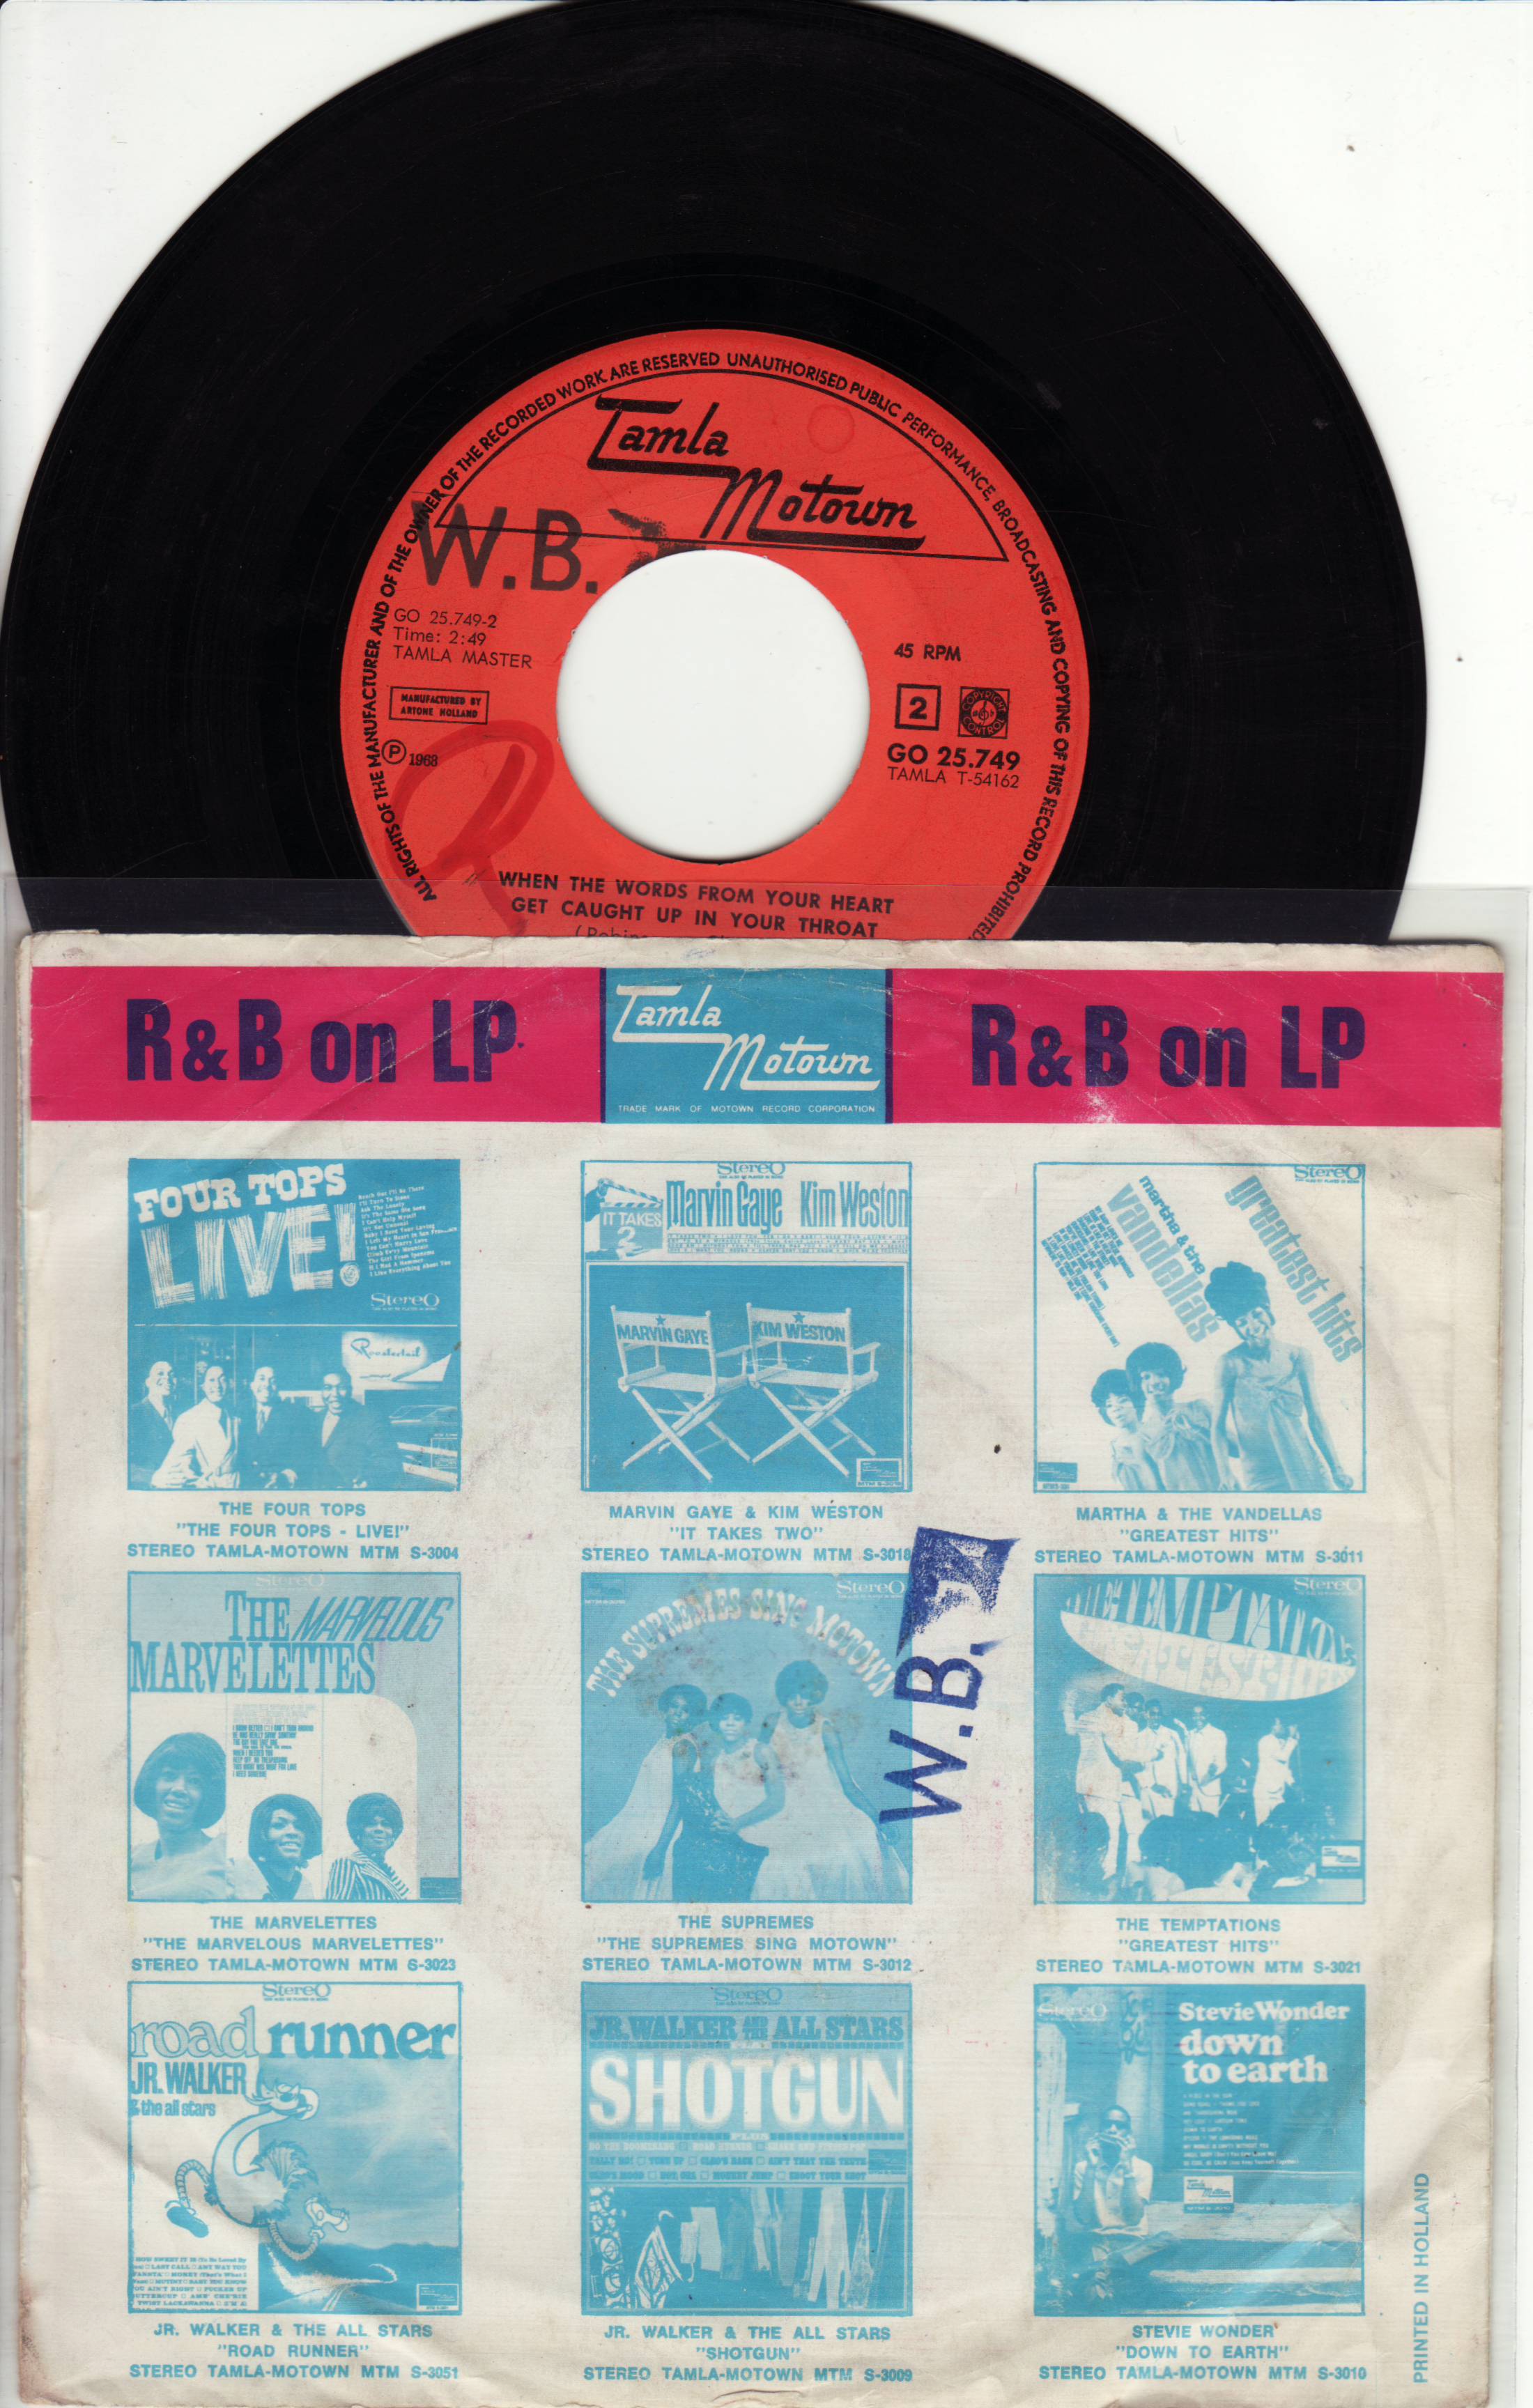 ALL RIGHTS OF THE MANUFACTURER AND OF THE OWNER OF THE RECORDED WORK ARE RESERVED UNAUTHORISED PUBLIC PERFORMANCE, BROADCASTING AND COPYING OF THIS RECORD PROHIBITED
Tamla
Motown
W.B.
GO 25.749-2
Time: 2:49
TAMLA MASTER
MANUFACTURED BY
ARTONE HOLLAND
P 1968
45 RPM
2
COPYRIGHT CONTROL
GO 25.749
TAMLA T-54162
WHEN THE WORDS FROM YOUR HEART
GET CAUGHT UP IN YOUR THROAT
R&B on LP
Tamla
Motown
TRADE MARK OF MOTOWN RECORD CORPORATION
R&B on LP
FOUR TOPS
LIVE!
Stereo
Roostertail
THE FOUR TOPS
"THE FOUR TOPS - LIVE!"
STEREO TAMLA-MOTOWN MTM S-3004
Stereo
IT TAKES
2
Marvin Gaye Kim Weston
MARVIN GAYE
KIM WESTON
MARVIN GAYE & KIM WESTON
"IT TAKES TWO"
STEREO TAMLA-MOTOWN MTM S-3018
Stereo
martha & the
vandellas
greatest hits
MARTHA & THE VANDELLAS
"GREATEST HITS"
STEREO TAMLA-MOTOWN MTM S-3011
Stereo
THE MARVELOUS
MARVELETTES
THE MARVELETTES
"THE MARVELOUS MARVELETTES"
STEREO TAMLA-MOTOWN MTM S-3023
Stereo
THE SUPREMES SING MOTOWN
THE SUPREMES
"THE SUPREMES SING MOTOWN"
STEREO TAMLA-MOTOWN MTM S-3012
W.B.
Stereo
THE TEMPTATIONS
THE TEMPTATIONS
"GREATEST HITS"
STEREO TAMLA-MOTOWN MTM S-3021
Stereo
road runner
JR. WALKER
& the all stars
JR. WALKER & THE ALL STARS
"ROAD RUNNER"
STEREO TAMLA-MOTOWN MTM S-3051
Stereo
JR. WALKER AND THE ALL STARS
SHOTGUN
PLUS
JR. WALKER & THE ALL STARS
"SHOTGUN"
STEREO TAMLA-MOTOWN MTM S-3009
Stereo
Stevie Wonder
down
to earth
STEVIE WONDER
"DOWN TO EARTH"
STEREO TAMLA-MOTOWN MTM S-3010
PRINTED IN HOLLAND